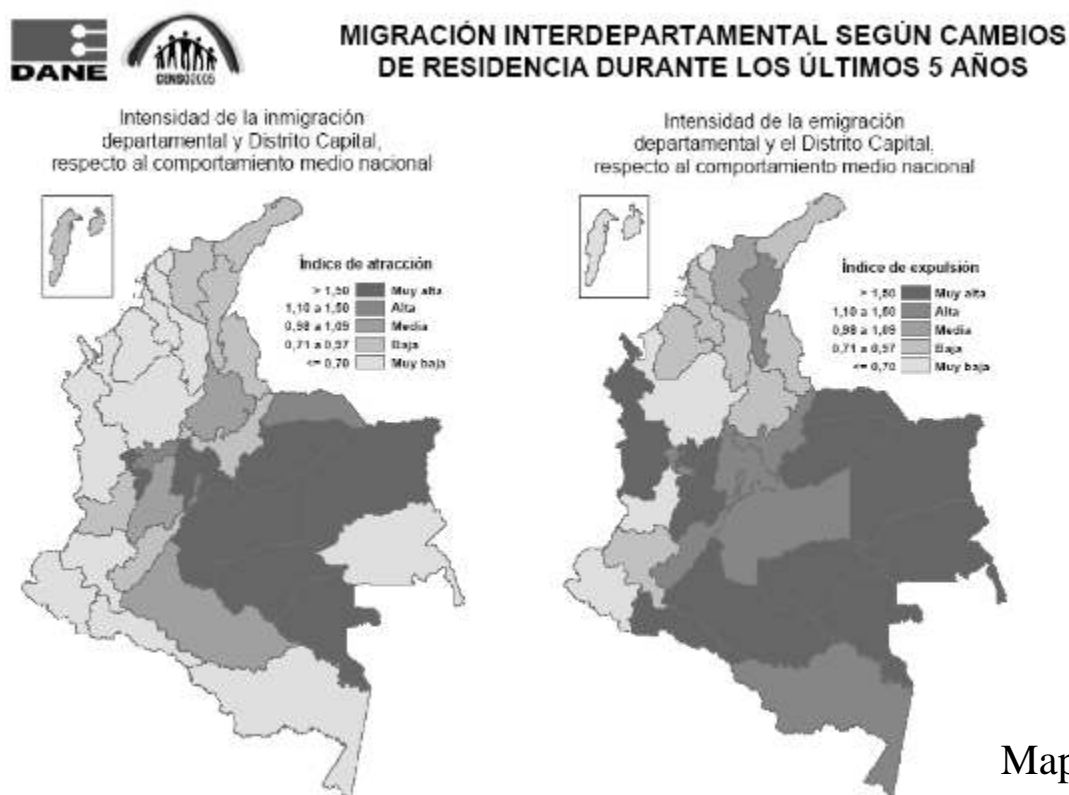 DANE
CENSO2005
MIGRACIÓN INTERDEPARTAMENTAL SEGÚN CAMBIOS
DE RESIDENCIA DURANTE LOS ÚLTIMOS 5 AÑOS
Intensidad de la inmigración
departamental y Distrito Capital,
respecto al comportamiento medio nacional
Índice de atracción
> 1,50 Muy alta
1,10 a 1,50 Alta
0,98 a 1,09 Media
0,71 a 0,97 Baja
<= 0,70 Muy baja
Intensidad de la emigración
departamental y el Distrito Capital,
respecto al comportamiento medio nacional
Índice de expulsión
> 1,50 Muy alta
1,10 a 1,50 Alta
0,98 a 1,09 Media
0,71 a 0,97 Baja
<= 0,70 Muy baja
Map